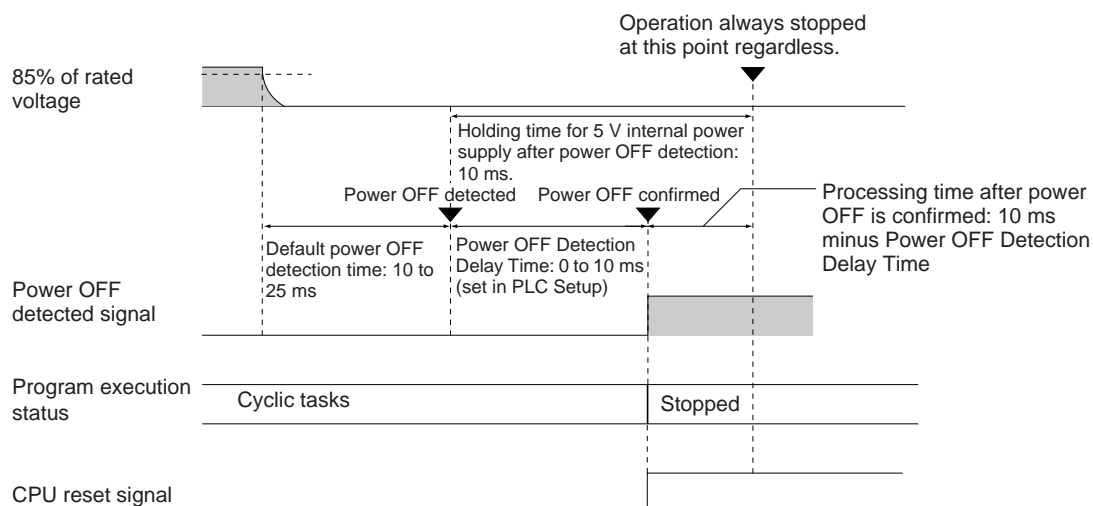 Operation always stopped
at this point regardless.
85% of rated
voltage
Holding time for 5 V internal power
supply after power OFF detection:
10 ms.
Power OFF detected
Power OFF confirmed
Processing time after power
OFF is confirmed: 10 ms
minus Power OFF Detection
Delay Time
Default power OFF
detection time: 10 to
25 ms
Power OFF Detection
Delay Time: 0 to 10 ms
(set in PLC Setup)
Power OFF
detected signal
Program execution
status
Cyclic tasks
Stopped
CPU reset signal